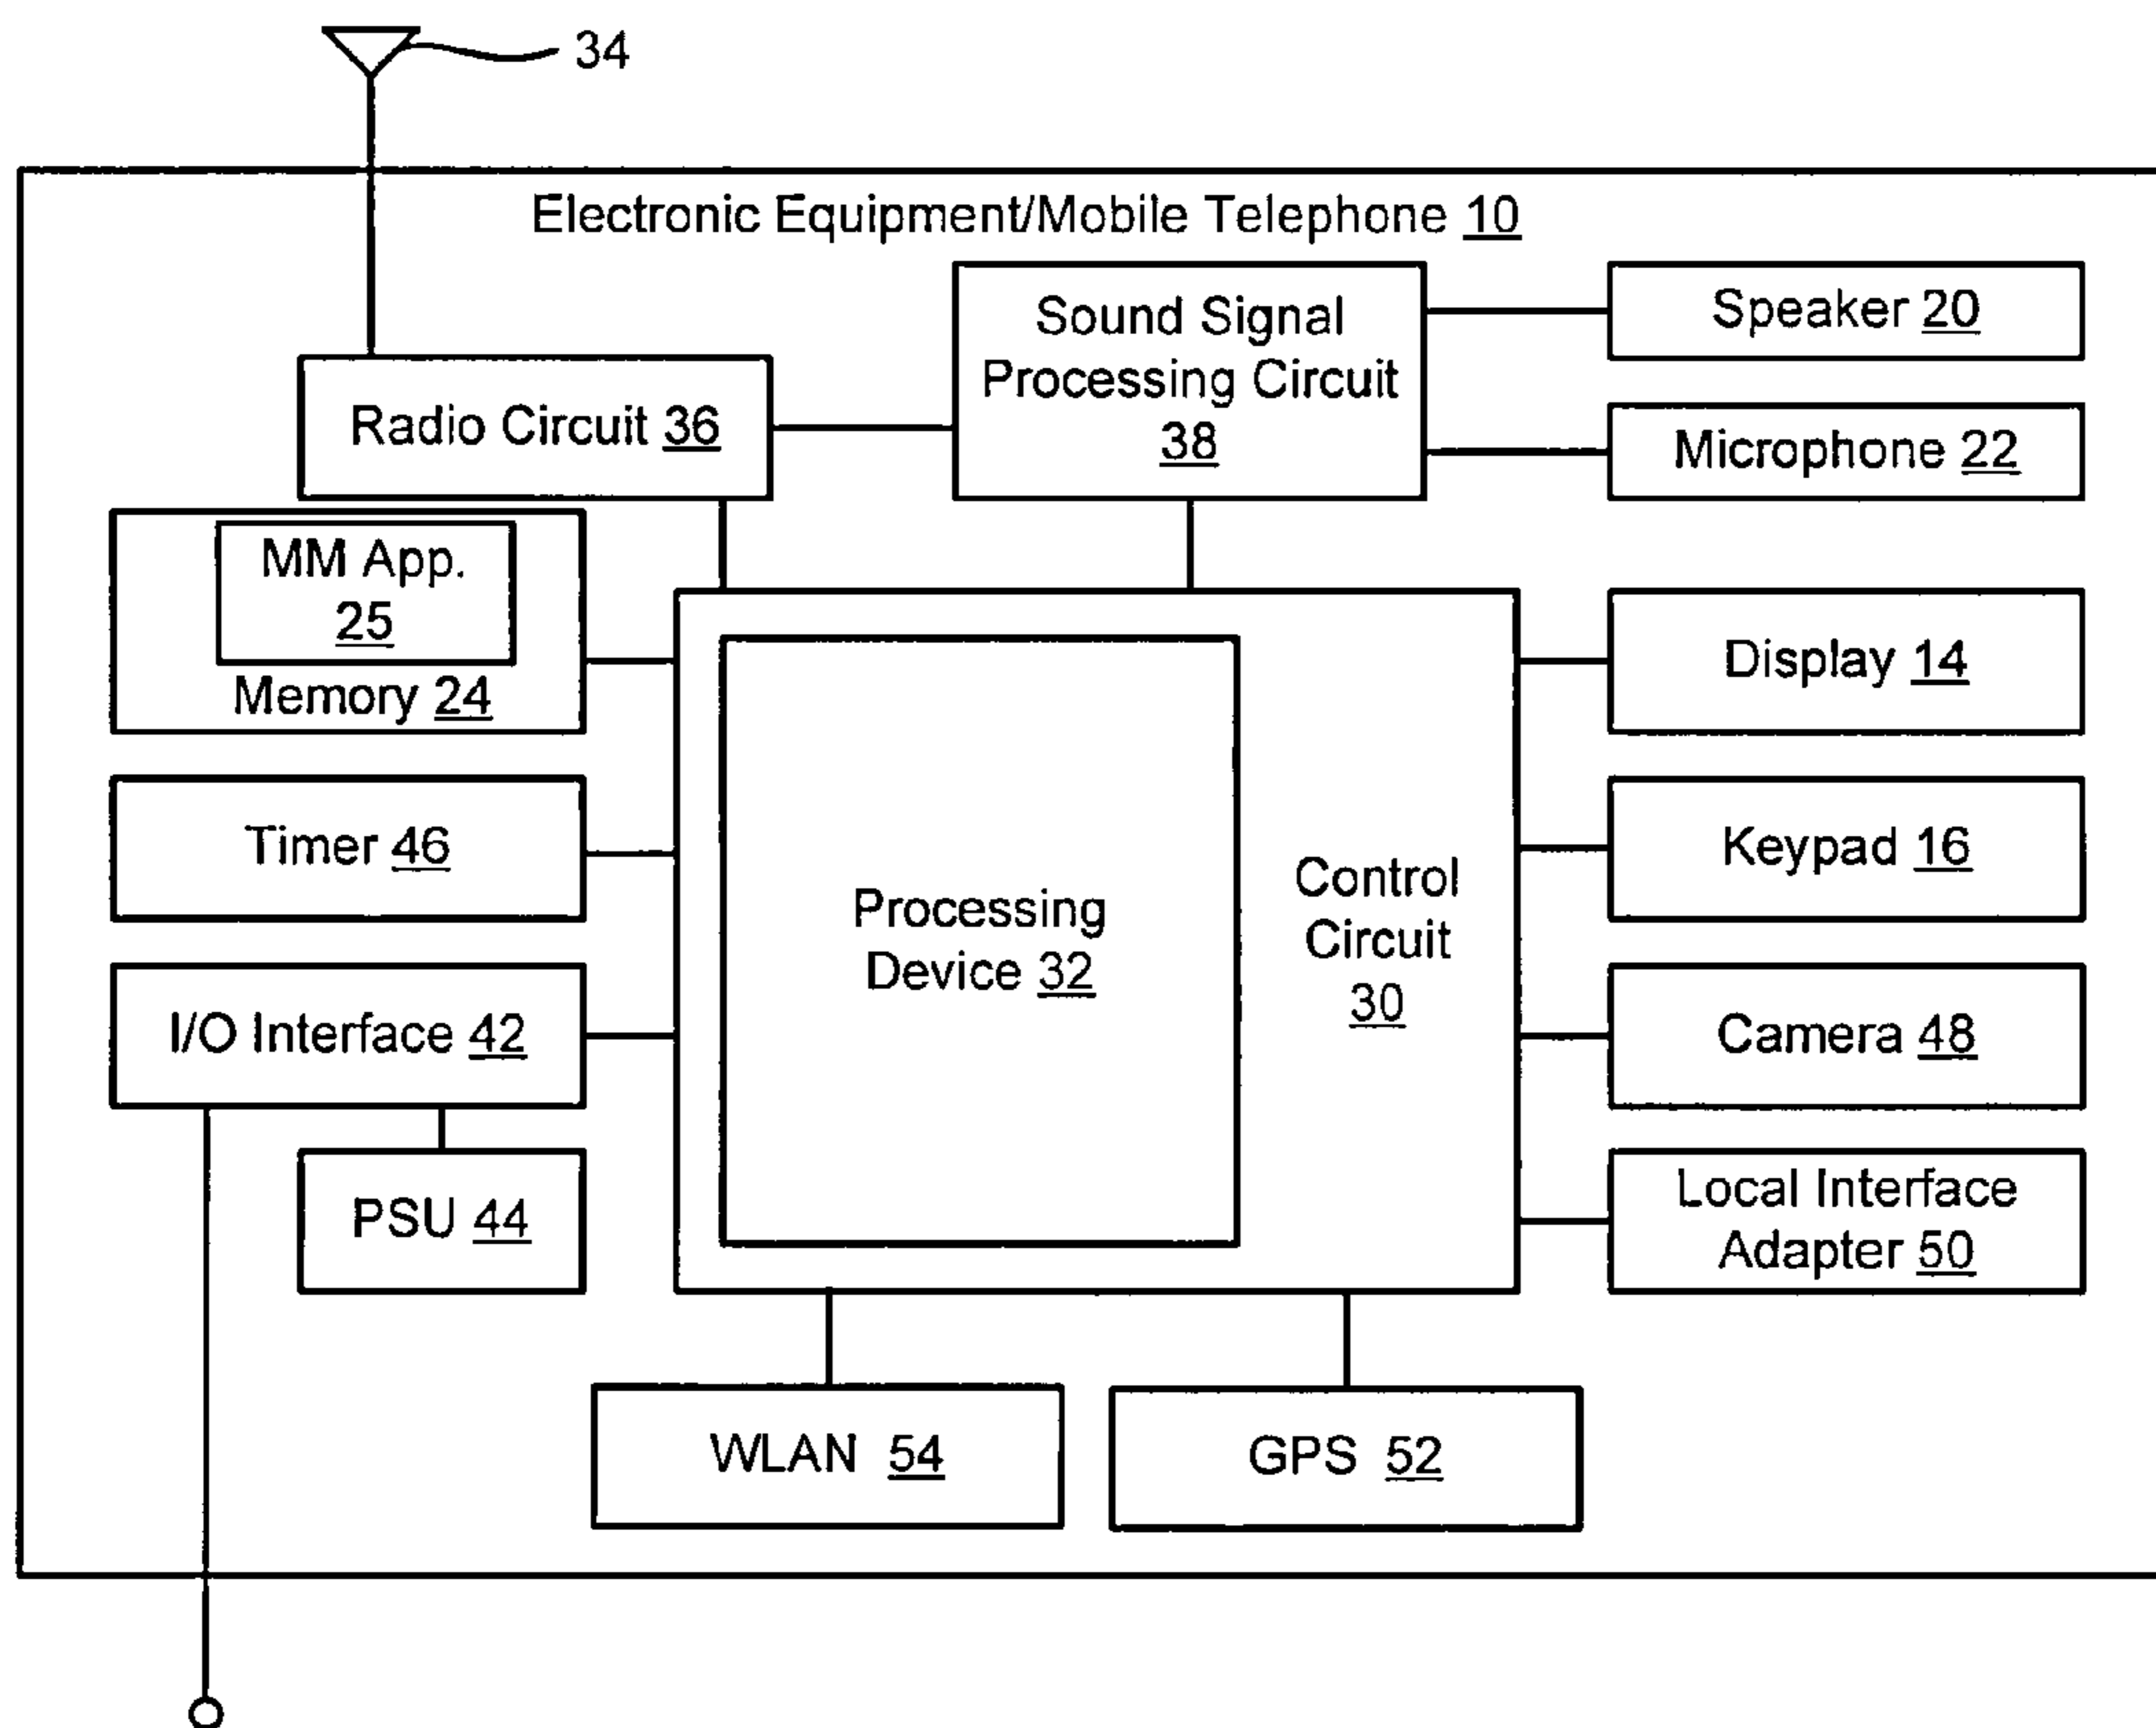 34
Electronic Equipment/Mobile Telephone 10
Sound Signal
Processing Circuit
38
Speaker 20
Radio Circuit 36
Microphone 22
MM App.
25
Memory 24
Display 14
Timer 46
Keypad 16
Processing
Device 32
Control
Circuit
30
I/O Interface 42
Camera 48
PSU 44
Local Interface
Adapter 50
WLAN 54
GPS 52